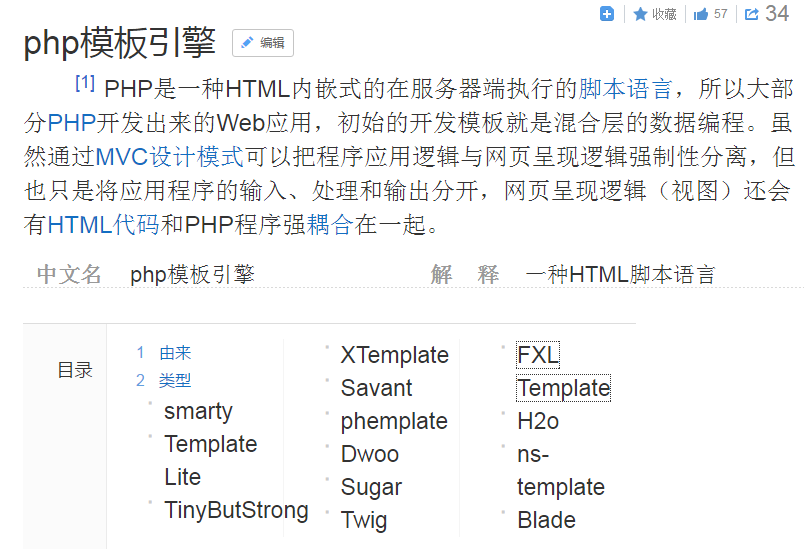 收藏 57 34
php模板引擎 编辑
[1] PHP是一种HTML内嵌式的在服务器端执行的脚本语言，所以大部
分PHP开发出来的Web应用，初始的开发模板就是混合层的数据编程。虽
然通过MVC设计模式可以把程序应用逻辑与网页呈现逻辑强制性分离，但
也只是将应用程序的输入、处理和输出分开，网页呈现逻辑（视图）还会
有HTML代码和PHP程序强耦合在一起。
中文名 php模板引擎 解 释 一种HTML脚本语言
目录
1 由来
2 类型
smarty
Template
Lite
TinyButStrong
XTemplate
Savant
phemplate
Dwoo
Sugar
Twig
FXL
Template
H2o
ns-
template
Blade